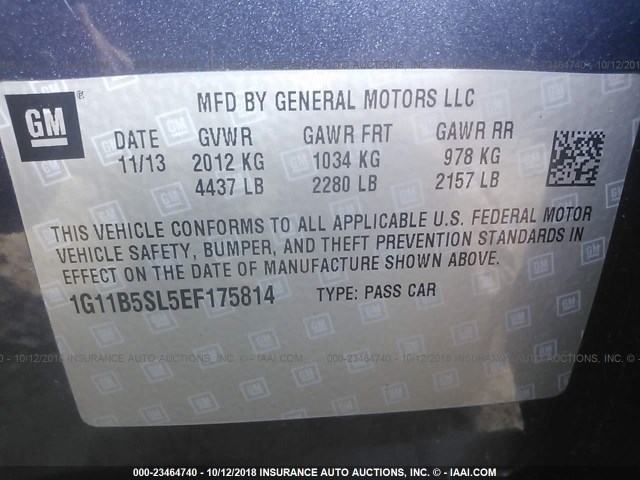 GM
MFD BY GENERAL MOTORS LLC
DATE GVWR GAWR FRT GAWR RR
11/13 2012 KG 1034 KG 978 KG
4437 LB 2280 LB 2157 LB
THIS VEHICLE CONFORMS TO ALL APPLICABLE U.S. FEDERAL MOTOR
VEHICLE SAFETY, BUMPER, AND THEFT PREVENTION STANDARDS IN
EFFECT ON THE DATE OF MANUFACTURE SHOWN ABOVE.
1G11B5SL5EF175814 TYPE: PASS CAR
000-23464740 - 10/12/2018 INSURANCE AUTO AUCTIONS, INC. - © IAAI.COM